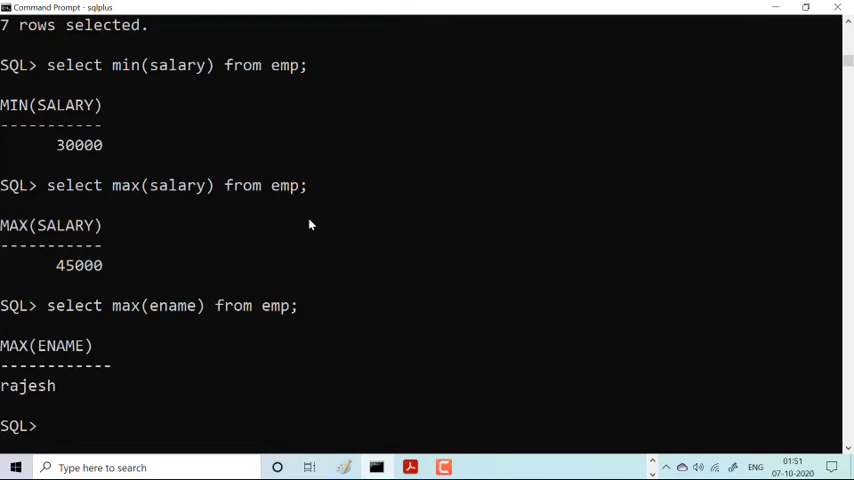 Command Prompt - sqlplus
7 rows selected.
SQL> select min(salary) from emp;
MIN(SALARY)
-----------
30000
SQL> select max(salary) from emp;
MAX(SALARY)
-----------
45000
SQL> select max(ename) from emp;
MAX(ENAME)
------------
rajesh
SQL>
Type here to search
ENG
01:51
07-10-2020